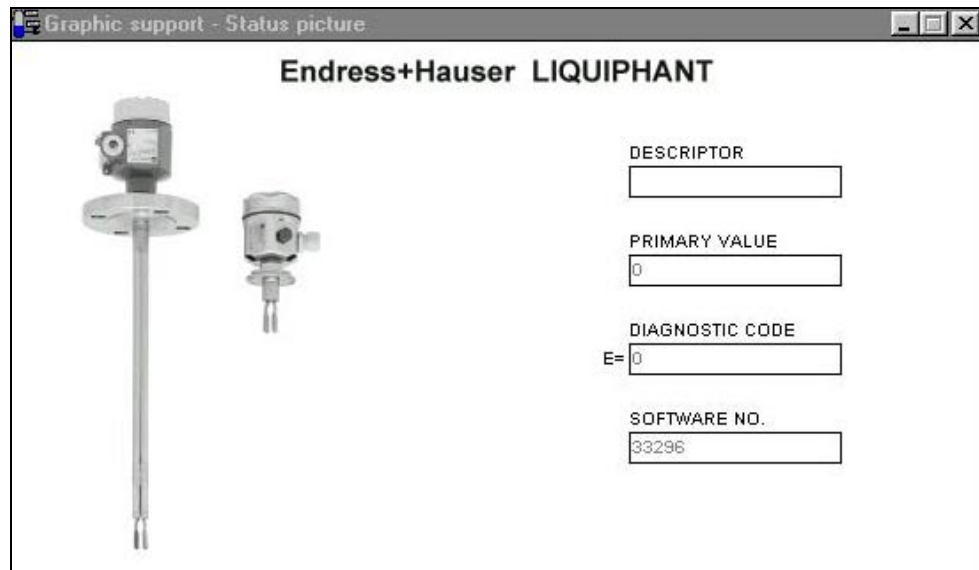 Graphic support - Status picture
Endress+Hauser LIQUIPHANT
DESCRIPTOR
PRIMARY VALUE
0
DIAGNOSTIC CODE
E= 0
SOFTWARE NO.
33296